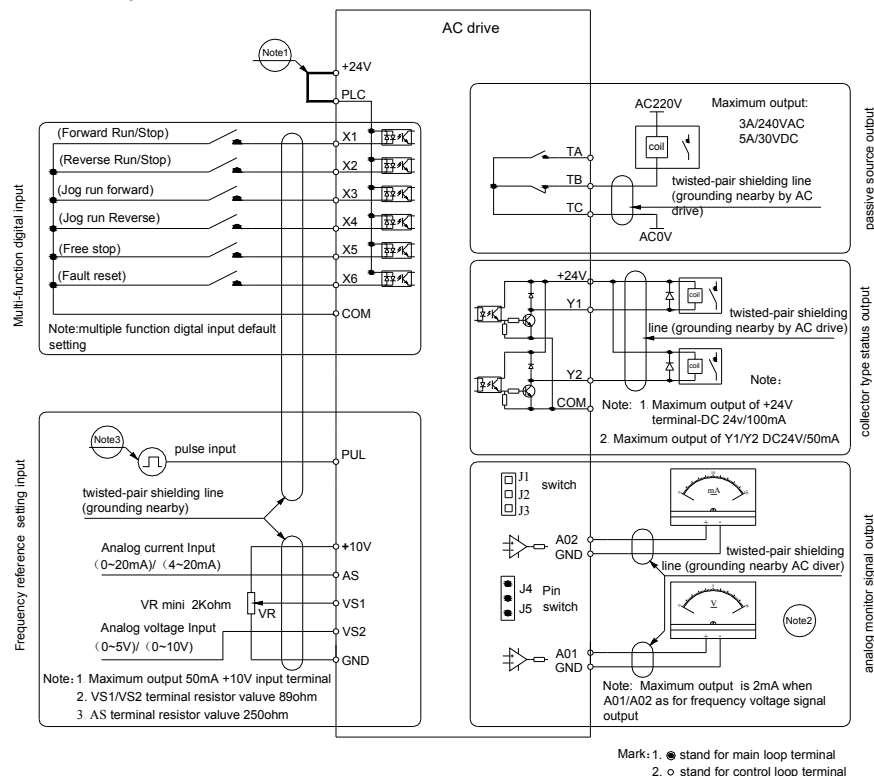 AC drive
Note1
+24V
PLC
Multi-function digital input
(Forward Run/Stop)
X1
(Reverse Run/Stop)
X2
(Jog run forward)
X3
(Jog run Reverse)
X4
(Free stop)
X5
(Fault reset)
X6
COM
Note:multiple function digtal input default
setting
Frequency reference setting input
Note3
pulse input
PUL
twisted-pair shielding line
(grounding nearby)
+10V
Analog current Input
(0~20mA)/（4~20mA）
AS
VR mini 2Kohm
VR
VS1
Analog voltage Input
(0~5V)/（0~10V）
VS2
GND
Note：1. Maximum output 50mA +10V input terminal
2. VS1/VS2 terminal resistor valuve 89ohm
3. AS terminal resistor valuve 250ohm
passive source output
AC220V
Maximum output:
3A/240VAC
5A/30VDC
coil
TA
TB
TC
twisted-pair shielding line
(grounding nearby by AC
drive)
AC0V
collector type status output
+24V
Y1
coil
twisted-pair shielding
line (grounding nearby by AC drive)
Y2
coil
Note：
COM
Note: 1. Maximum output of +24V
terminal-DC 24v/100mA
2. Maximum output of Y1/Y2 DC24V/50mA
analog monitor signal output
J1
J2
J3
switch
mA
+ -
A02
GND
twisted-pair shielding
line (grounding nearby by AC diver)
J4
J5
Pin
switch
V
+ -
Note2
A01
GND
Note: Maximum output is 2mA when
A01/A02 as for frequency voltage signal
output
Mark: 1. stand for main loop terminal
2. stand for control loop terminal